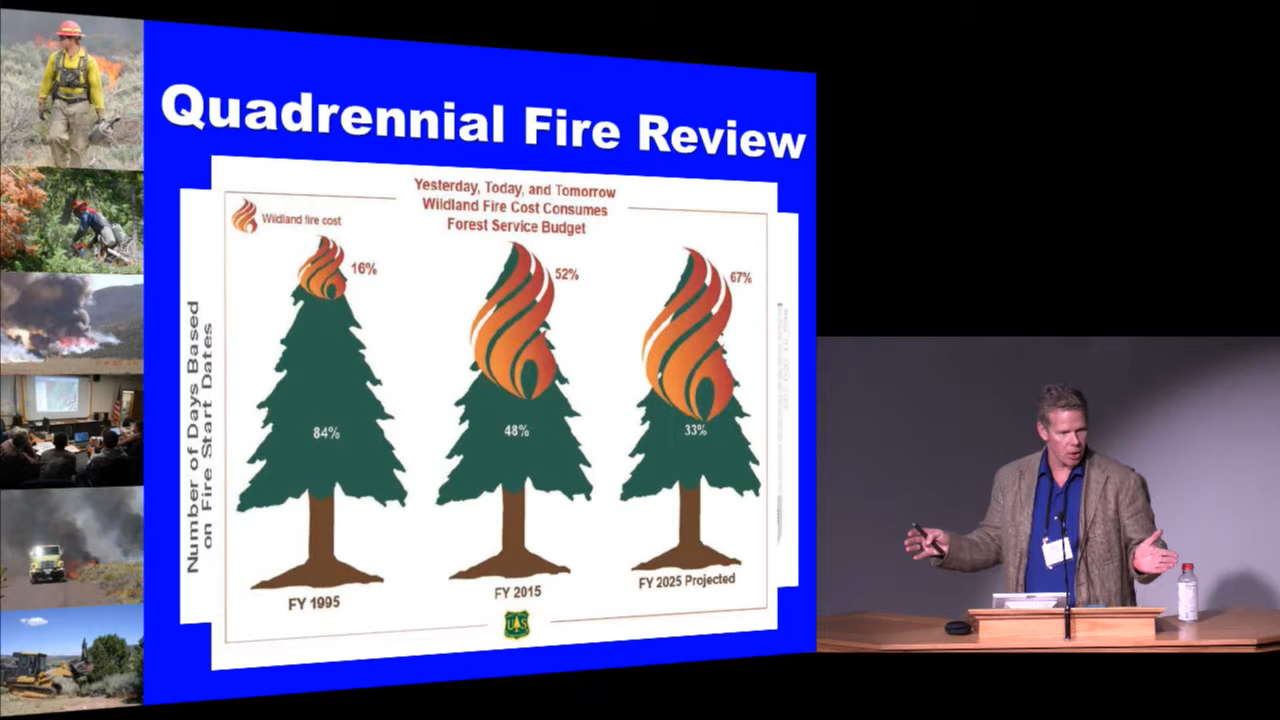 Quadrennial Fire Review
Yesterday, Today, and Tomorrow
Wildland Fire Cost Consumes
Forest Service Budget
Wildland fire cost
16%
52%
67%
84%
48%
33%
FY 1995
FY 2015
FY 2025 Projected
Number of Days Based
on Fire Start Dates
U S